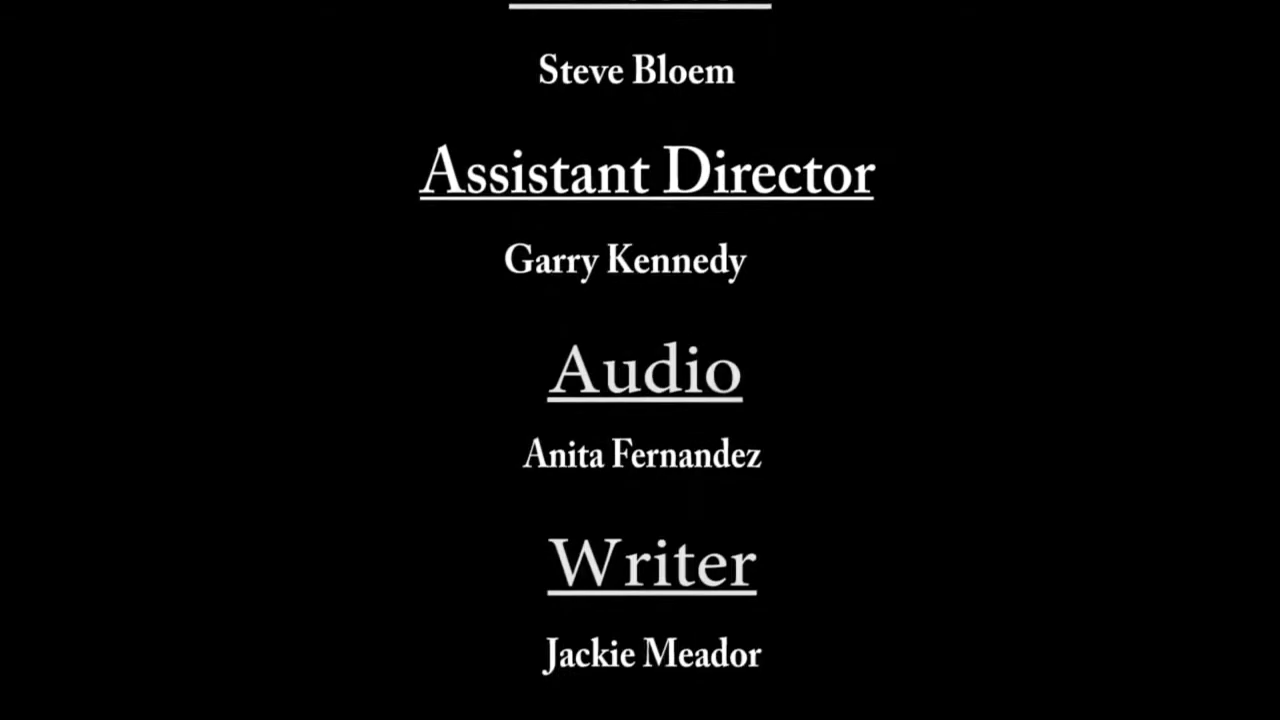 Steve Bloem
Assistant Director
Garry Kennedy
Audio
Anita Fernandez
Writer
Jackie Meador